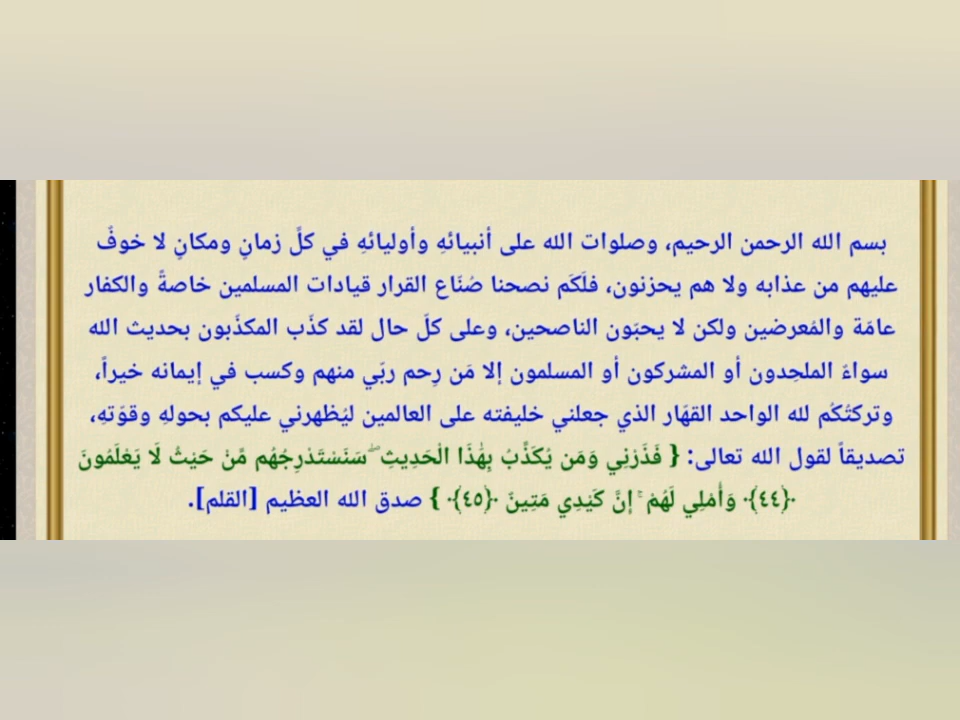 بسم الله الرحمن الرحيم، وصلوات الله على أنبيائهِ وأوليائهِ في كلِّ زمانٍ ومكانٍ لا خوفٌ
عليهم من عذابه ولا هم يحزنون، فلَكَم نصحنا صُنّاع القرار قيادات المسلمين خاصةً والكفار
عامّة والمُعرضين ولكن لا يحبّون الناصحين، وعلى كلّ حال لقد كذّب المكذّبون بحديث الله
سواءً الملحِدون أو المشركون أو المسلمون إلا مَن رِحم ربّي منهم وكسب في إيمانه خيراً،
وتركتُكُم لله الواحد القهّار الذي جعلني خليفته على العالمين ليُظهرني عليكم بحولهِ وقوّتهِ،
تصديقاً لقول الله تعالى: { فَذَرْنِي وَمَن يُكَذِّبُ بِهَٰذَا الْحَدِيثِ ۖ سَنَسْتَدْرِجُهُم مِّنْ حَيْثُ لَا يَعْلَمُونَ
﴿٤٤﴾ وَأُمْلِي لَهُمْ ۚ إِنَّ كَيْدِي مَتِينٌ ﴿٤٥﴾ } صدق الله العظيم [القلم].